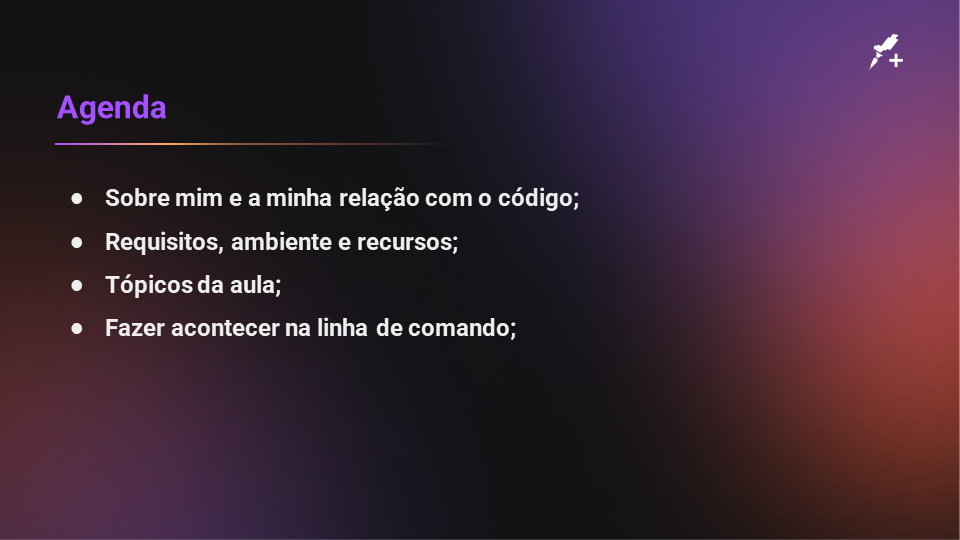 Agenda
● Sobre mim e a minha relação com o código;
● Requisitos, ambiente e recursos;
● Tópicos da aula;
● Fazer acontecer na linha de comando;